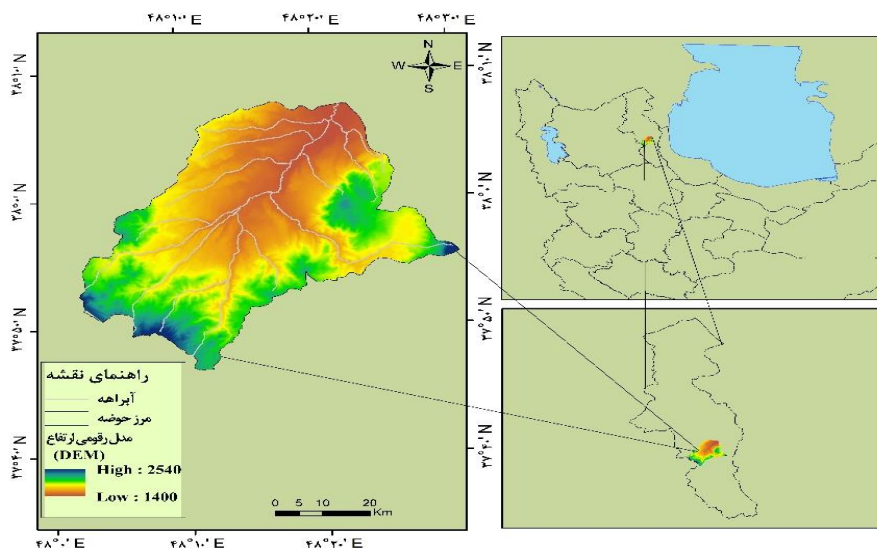 ۴۸°۱۰' E
۴۸°۲۰' E
۴۸°۳۰' E
۳۸°۱۰' N
۳۸°۰' N
۳۷°۵۰' N
۳۷°۴۰' N
N
W E
S
راهنمای نقشه
آبراهه
مرز حوضه
مدل رقومی ارتفاع
(DEM)
High : 2540
Low : 1400
0 5 10 20
Km
۳۸°۱۰' N
۳۸°۰' N
۳۷°۵۰' N
۳۷°۴۰' N
۴۸°۰' E
۴۸°۱۰' E
۴۸°۲۰' E